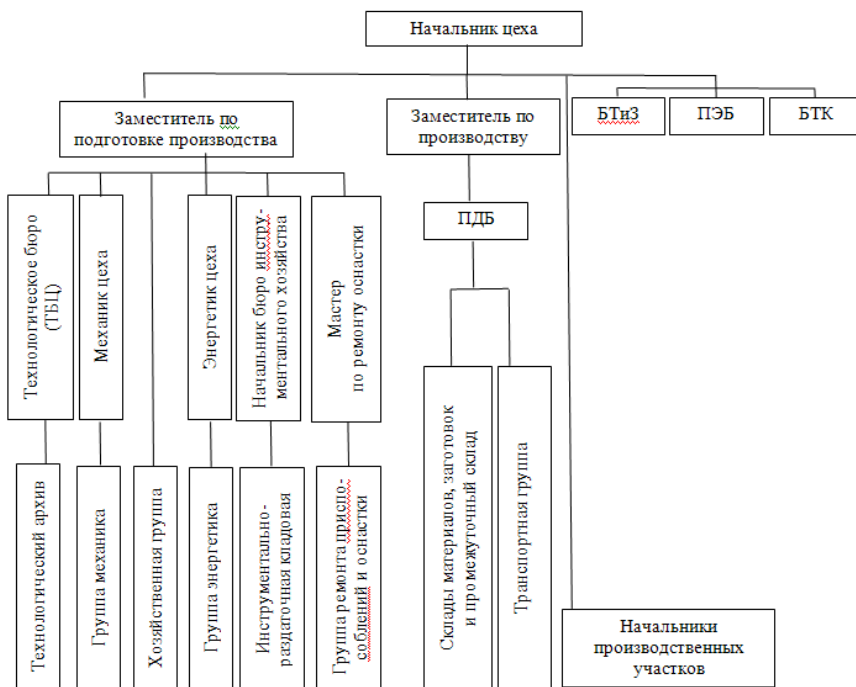 Начальник цеха
Заместитель по
подготовке производства
Заместитель по
производству
БТиЗ
ПЭБ
БТК
Технологическое бюро
(ТБЦ)
Механик цеха
Энергетик цеха
Начальник бюро инстру-
ментального хозяйства
Мастер
по ремонту оснастки
ПДБ
Технологический архив
Группа механика
Хозяйственная группа
Группа энергетика
Инструментально-
раздаточная кладовая
Группа ремонта приспо-
соблений и оснастки
Склады материалов, заготовок
и промежуточный склад
Транспортная группа
Начальники
производственных
участков